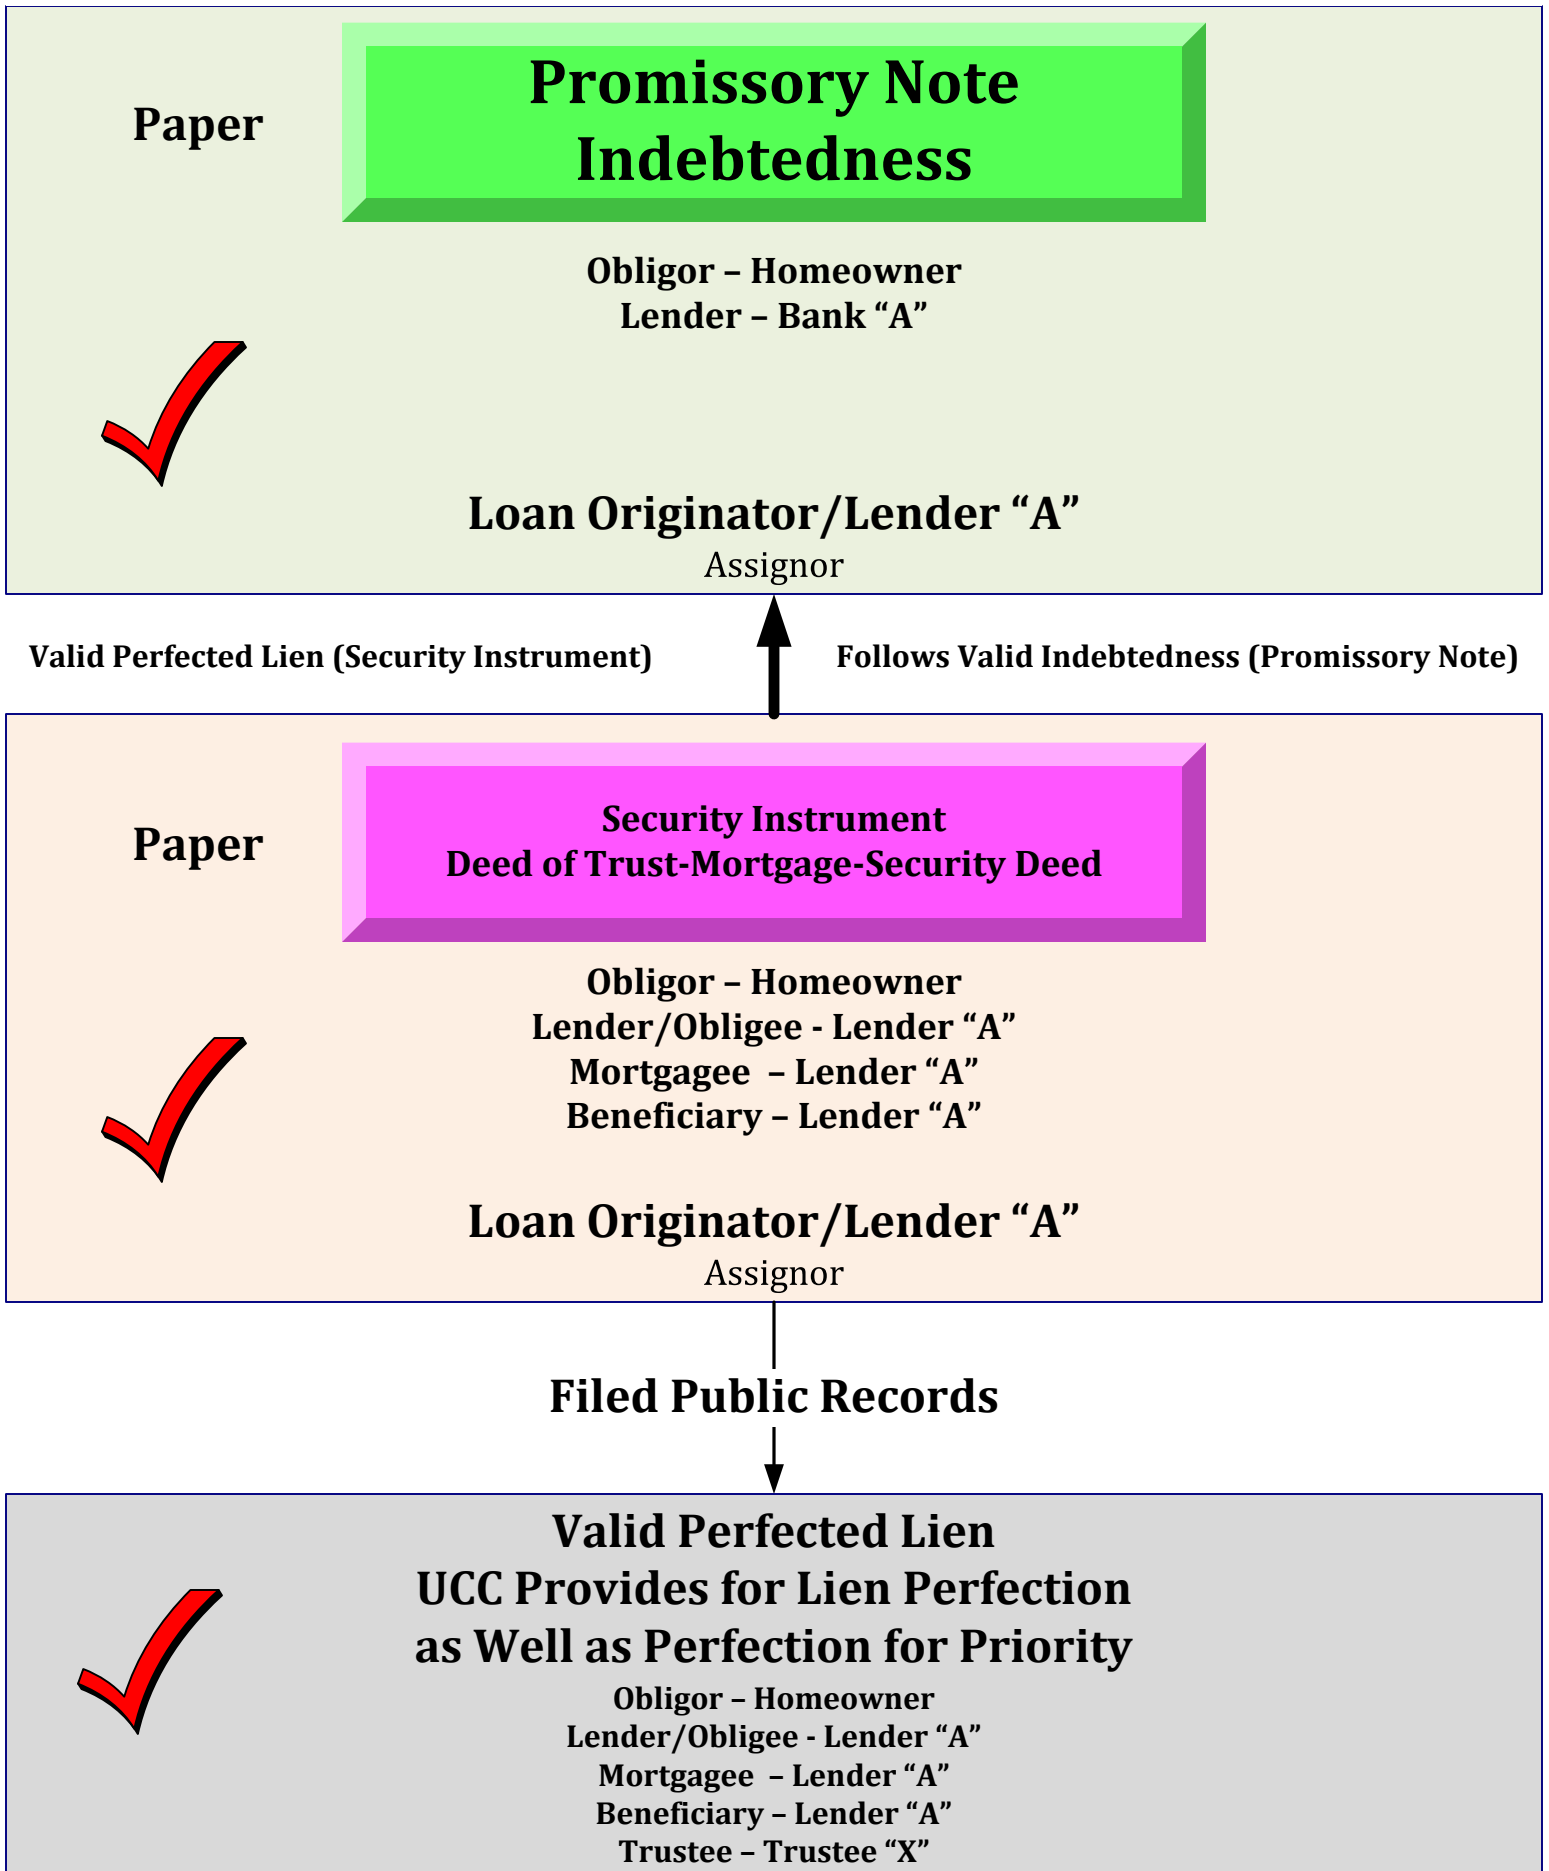 Paper
Promissory Note
Indebtedness
Obligor – Homeowner
Lender – Bank “A”
Loan Originator/Lender “A”
Assignor
Valid Perfected Lien (Security Instrument)
Follows Valid Indebtedness (Promissory Note)
Paper
Security Instrument
Deed of Trust-Mortgage-Security Deed
Obligor – Homeowner
Lender/Obligee - Lender “A”
Mortgagee – Lender “A”
Beneficiary – Lender “A”
Loan Originator/Lender “A”
Assignor
Filed Public Records
Valid Perfected Lien
UCC Provides for Lien Perfection
as Well as Perfection for Priority
Obligor – Homeowner
Lender/Obligee - Lender “A”
Mortgagee – Lender “A”
Beneficiary – Lender “A”
Trustee – Trustee “X”